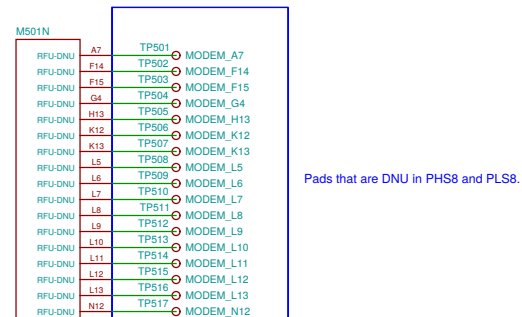 M501N
RFU-DNU A7 TP501 MODEM_A7
RFU-DNU F14 TP502 MODEM_F14
RFU-DNU F15 TP503 MODEM_F15
RFU-DNU G4 TP504 MODEM_G4
RFU-DNU H13 TP505 MODEM_H13
RFU-DNU K12 TP506 MODEM_K12
RFU-DNU K13 TP507 MODEM_K13
RFU-DNU L5 TP508 MODEM_L5
RFU-DNU L6 TP509 MODEM_L6
Pads that are DNU in PHS8 and PLS8.
RFU-DNU L7 TP510 MODEM_L7
RFU-DNU L8 TP511 MODEM_L8
RFU-DNU L9 TP512 MODEM_L9
RFU-DNU L10 TP513 MODEM_L10
RFU-DNU L11 TP514 MODEM_L11
RFU-DNU L12 TP515 MODEM_L12
RFU-DNU L13 TP516 MODEM_L13
RFU-DNU N12 TP517 MODEM_N12